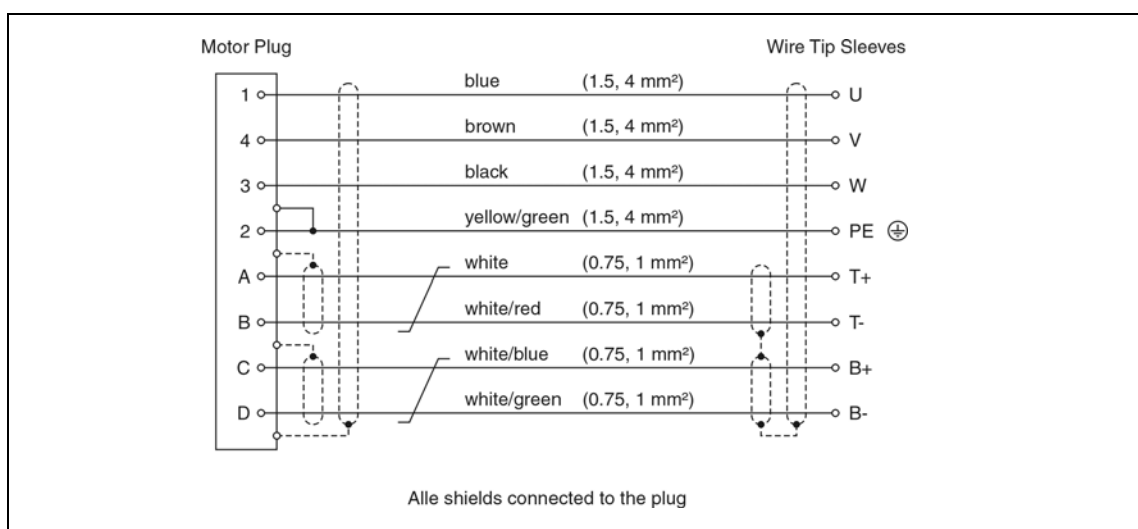 Motor Plug Wire Tip Sleeves
1 blue (1.5, 4 mm²) U
4 brown (1.5, 4 mm²) V
3 black (1.5, 4 mm²) W
2 yellow/green (1.5, 4 mm²) PE
A white (0.75, 1 mm²) T+
B white/red (0.75, 1 mm²) T-
C white/blue (0.75, 1 mm²) B+
D white/green (0.75, 1 mm²) B-
Alle shields connected to the plug